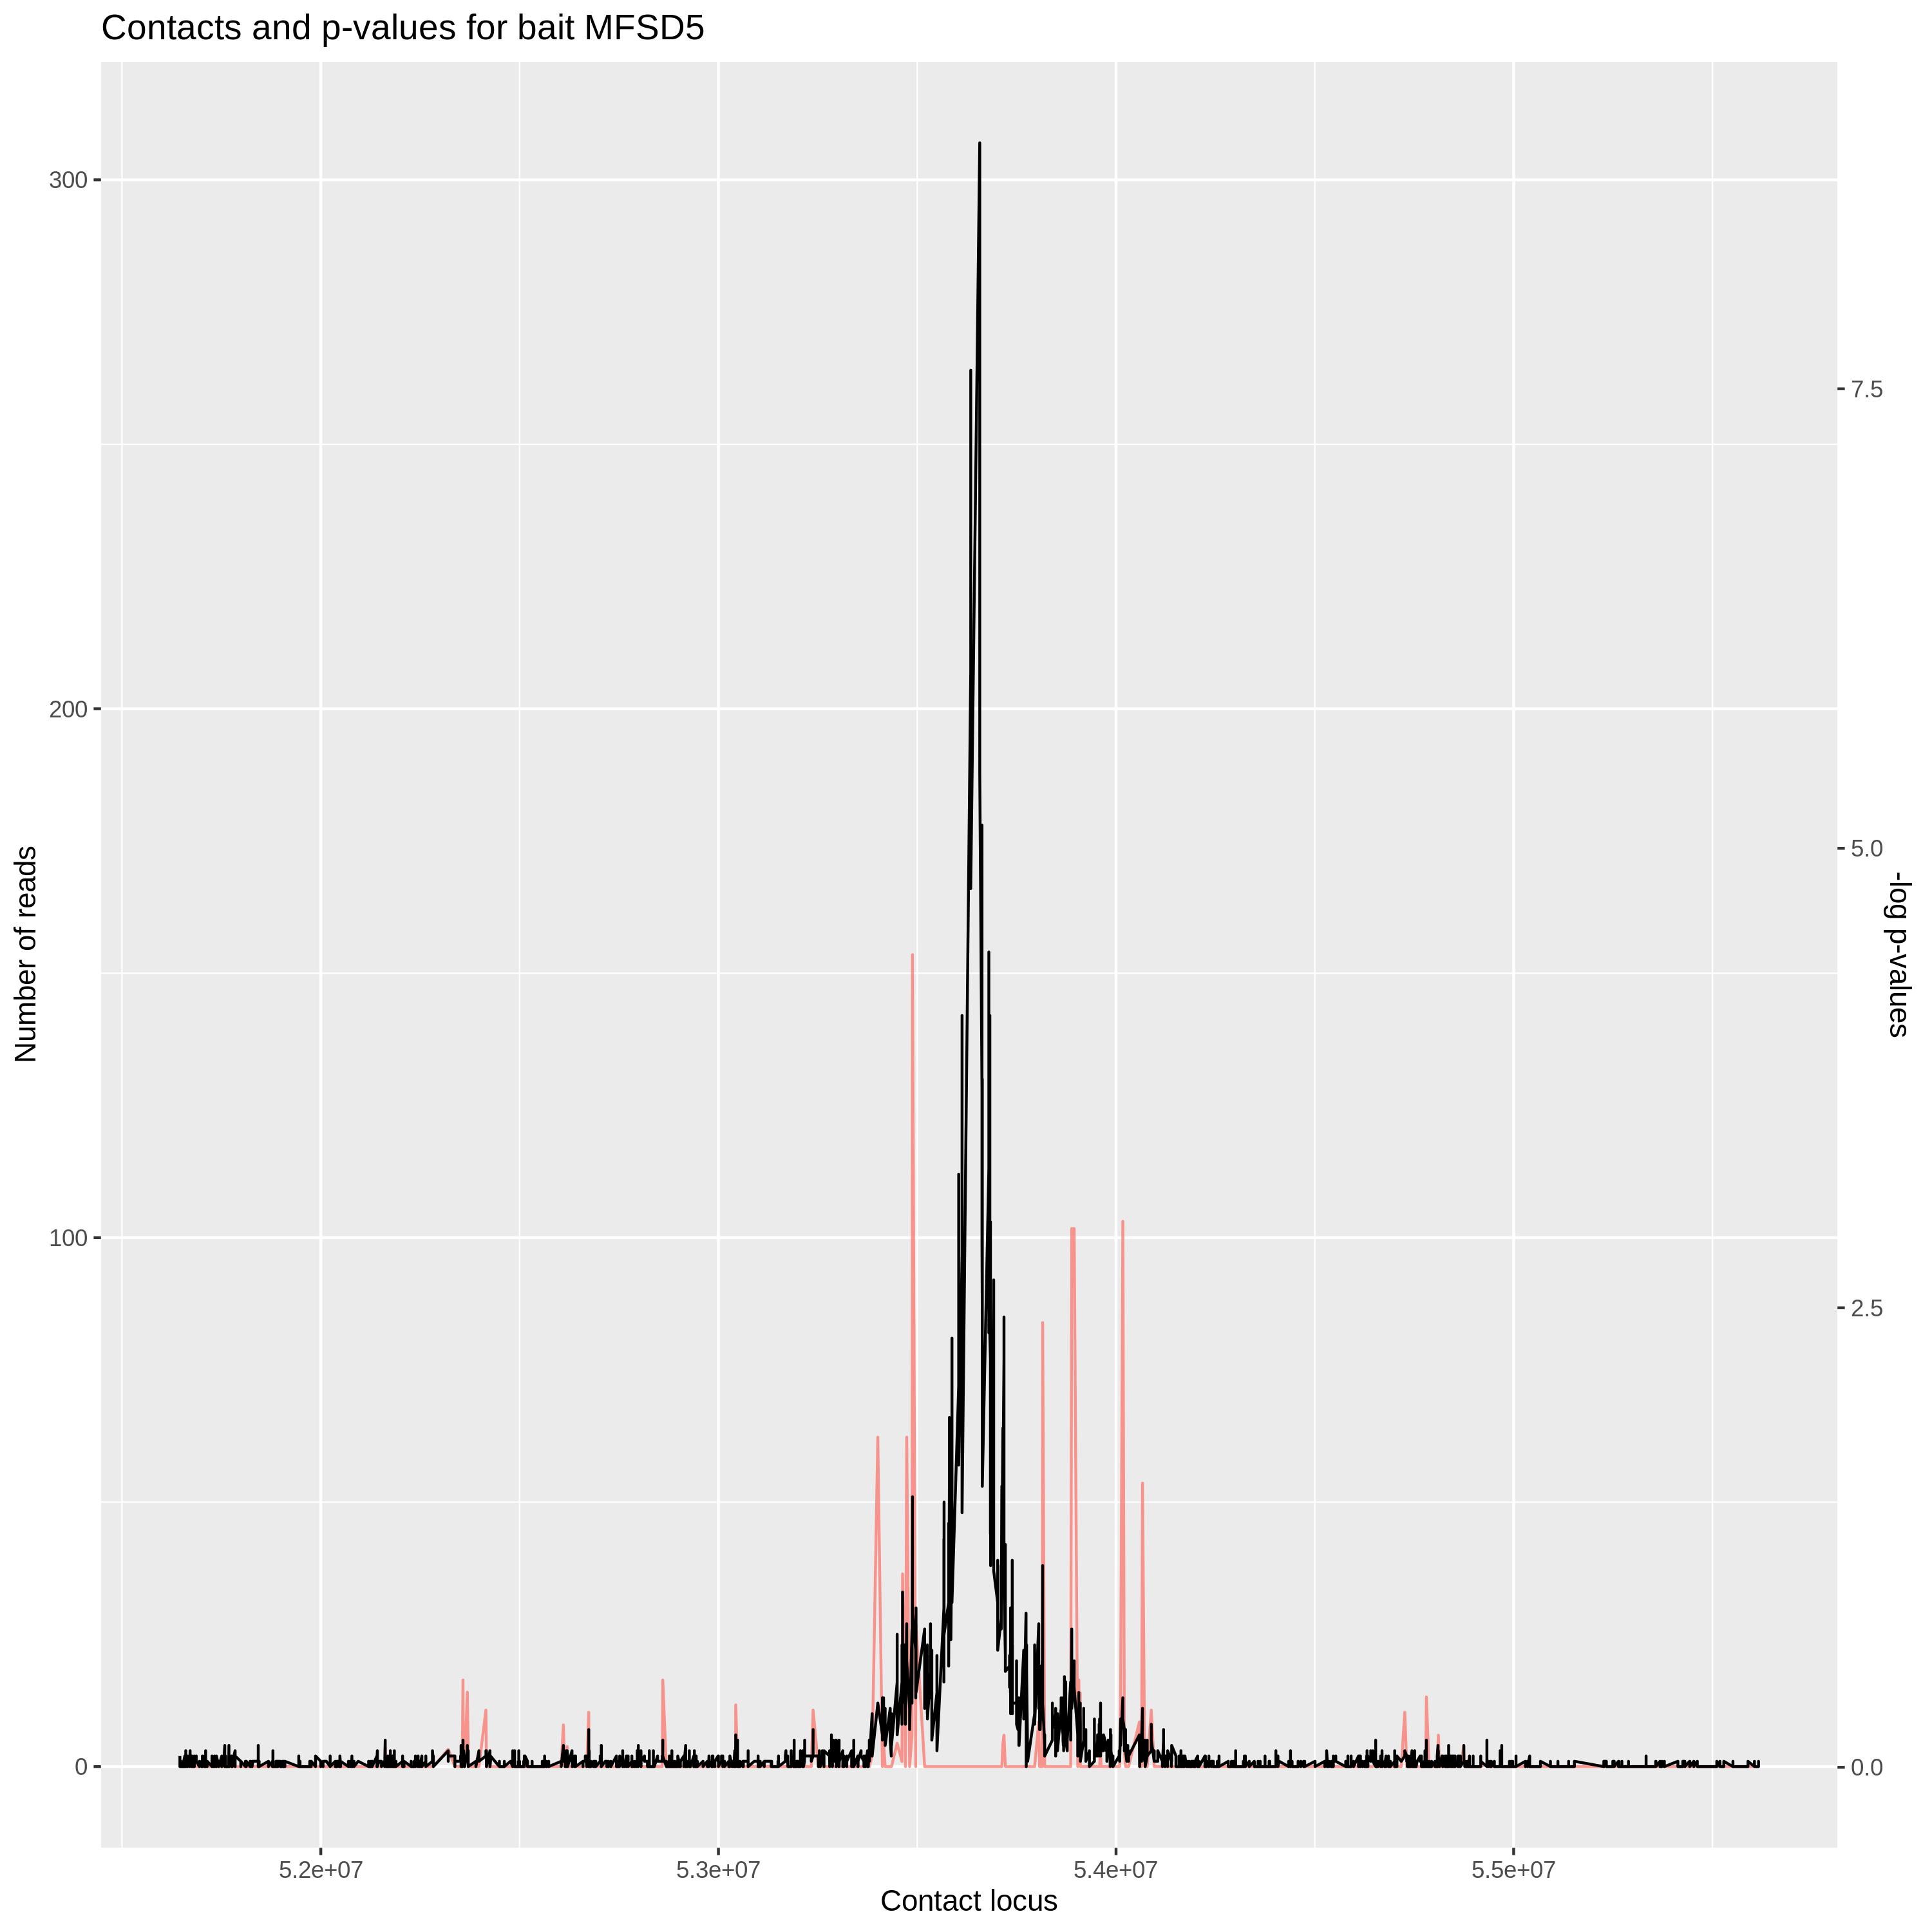 Contacts and p-values for bait MFSD5
300
200
100
0
Number of reads
7.5
5.0
2.5
0.0
-log p-values
5.2e+07
5.3e+07
5.4e+07
5.5e+07
Contact locus